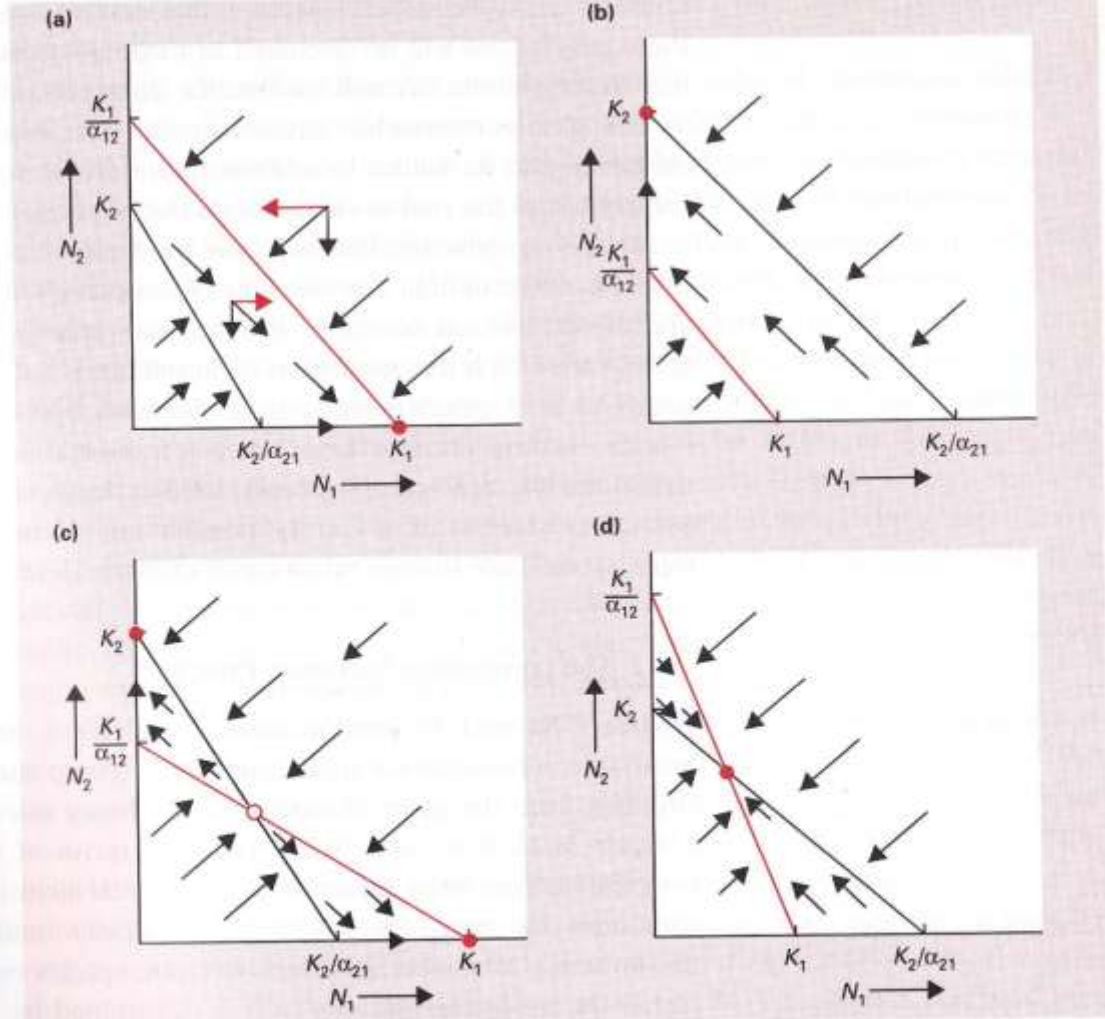 (a)
K₁
α₁₂
K₂
N₂
K₂/α₂₁
K₁
N₁
(b)
K₂
N₂
K₁
α₁₂
K₁
K₂/α₂₁
N₁
(c)
K₂
K₁
α₁₂
N₂
K₂/α₂₁
K₁
N₁
(d)
K₁
α₁₂
K₂
N₂
K₁
K₂/α₂₁
N₁